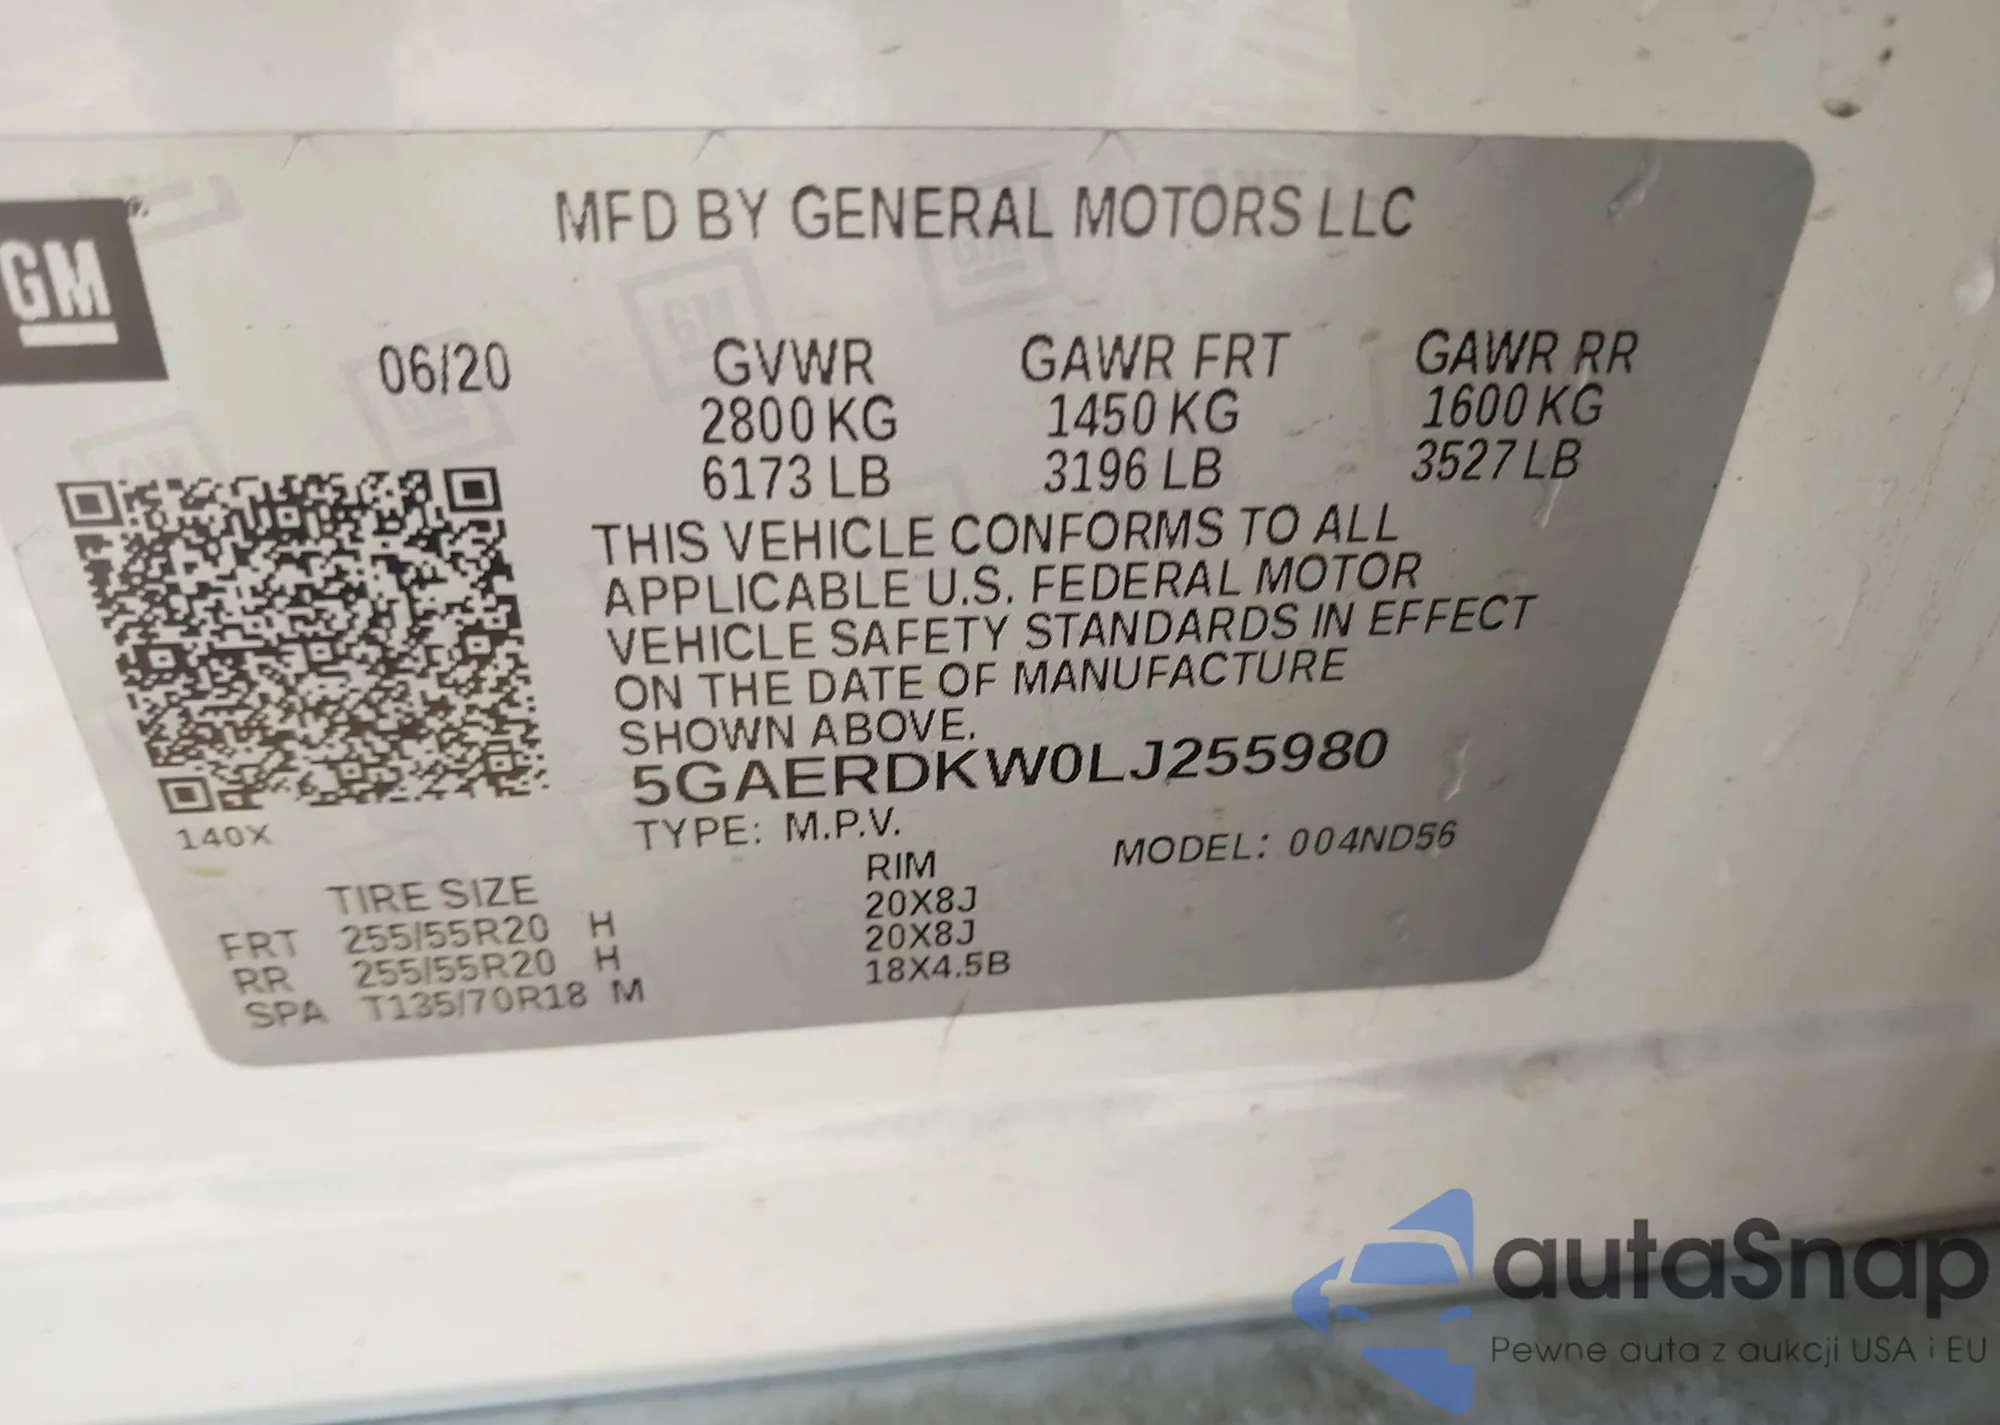 MFD BY GENERAL MOTORS LLC
GM
06/20 GVWR GAWR FRT GAWR RR
2800 KG 1450 KG 1600 KG
6173 LB 3196 LB 3527 LB
THIS VEHICLE CONFORMS TO ALL
APPLICABLE U.S. FEDERAL MOTOR
VEHICLE SAFETY STANDARDS IN EFFECT
ON THE DATE OF MANUFACTURE
SHOWN ABOVE.
5GAERDKW0LJ255980
140X
TYPE: M.P.V. MODEL: 004ND56
TIRE SIZE RIM
FRT 255/55R20 H 20X8J
RR 255/55R20 H 20X8J
SPA T135/70R18 M 18X4.5B
autaSnap
Pewne auta z aukcji USA i EU